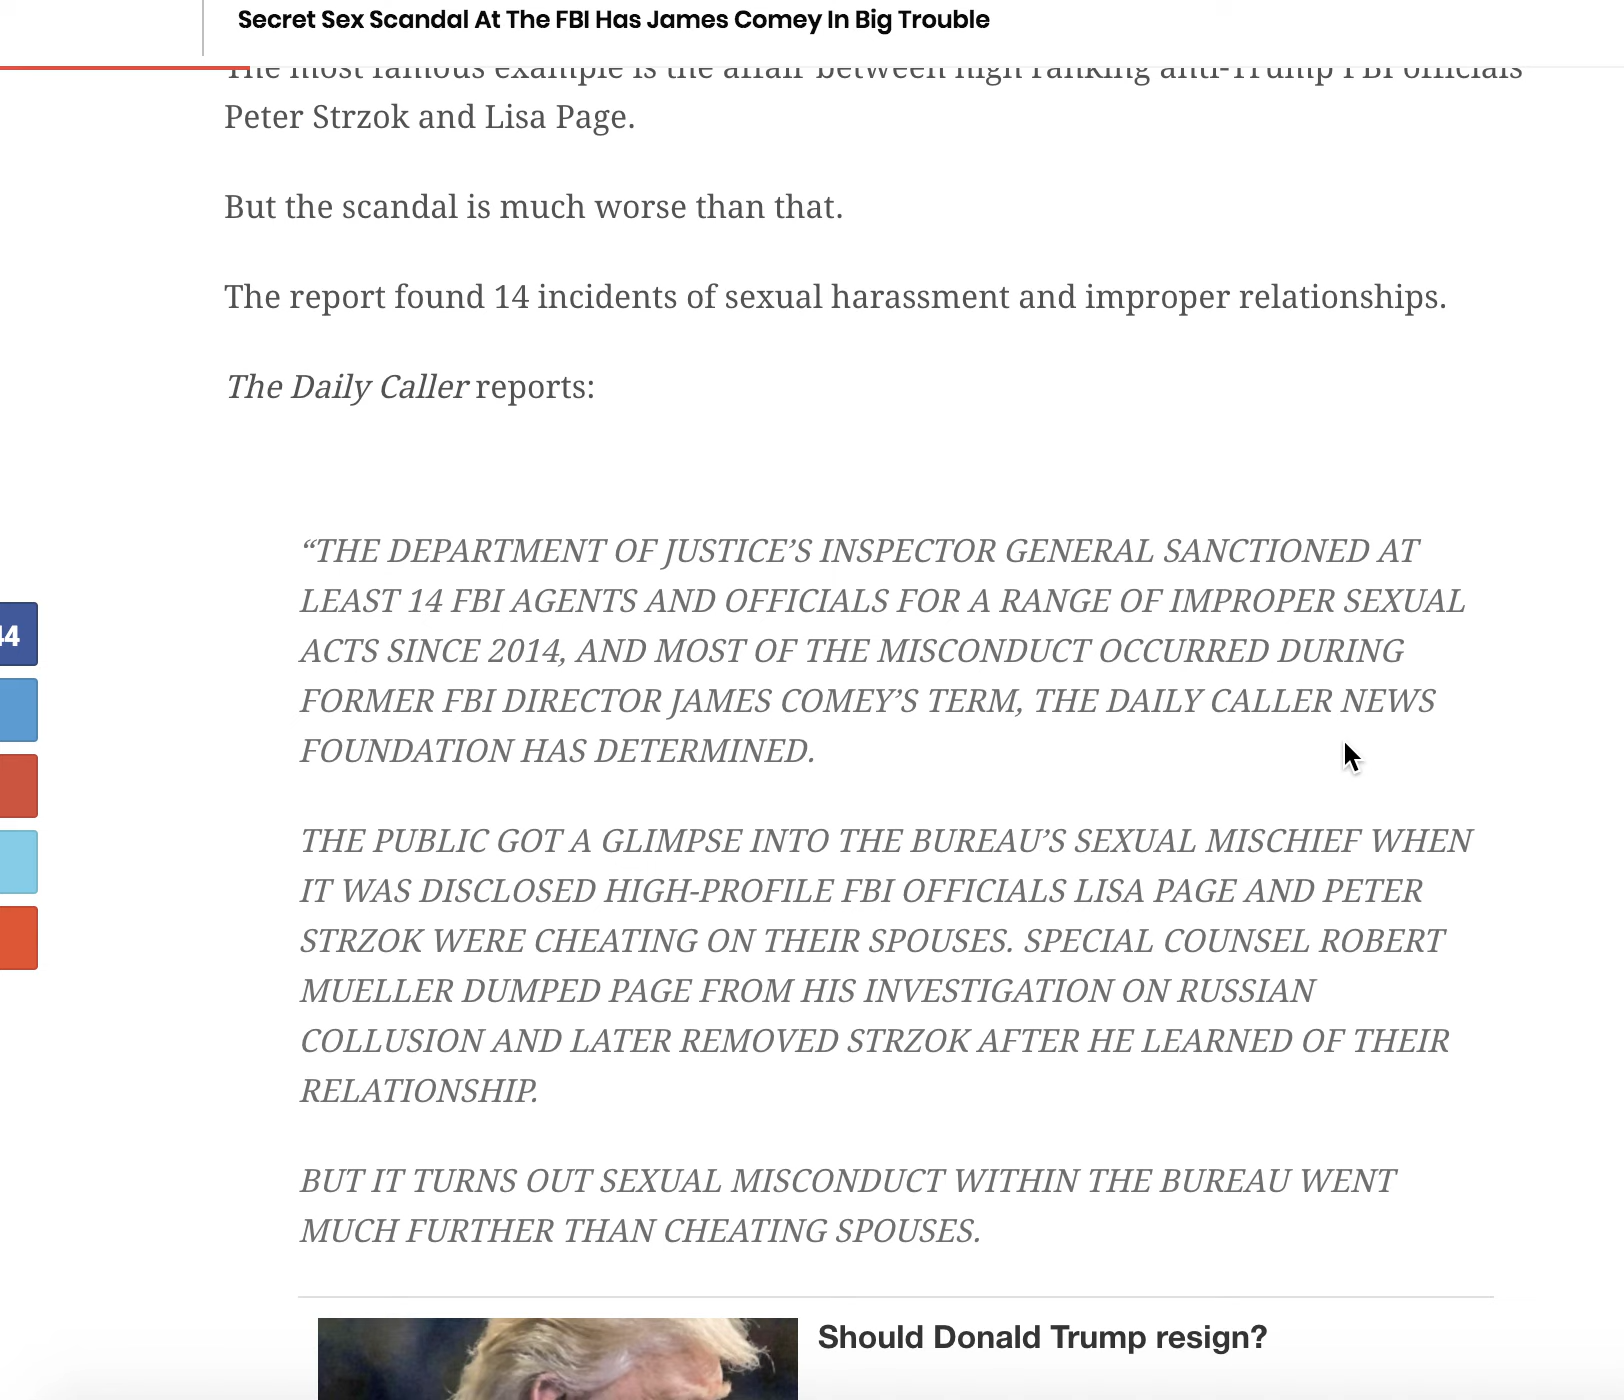 Secret Sex Scandal At The FBI Has James Comey In Big Trouble
The most famous example is the affair between high ranking anti-Trump FBI officials
Peter Strzok and Lisa Page.
But the scandal is much worse than that.
The report found 14 incidents of sexual harassment and improper relationships.
The Daily Caller reports:
“THE DEPARTMENT OF JUSTICE’S INSPECTOR GENERAL SANCTIONED AT
LEAST 14 FBI AGENTS AND OFFICIALS FOR A RANGE OF IMPROPER SEXUAL
ACTS SINCE 2014, AND MOST OF THE MISCONDUCT OCCURRED DURING
FORMER FBI DIRECTOR JAMES COMEY’S TERM, THE DAILY CALLER NEWS
FOUNDATION HAS DETERMINED.
44
THE PUBLIC GOT A GLIMPSE INTO THE BUREAU’S SEXUAL MISCHIEF WHEN
IT WAS DISCLOSED HIGH-PROFILE FBI OFFICIALS LISA PAGE AND PETER
STRZOK WERE CHEATING ON THEIR SPOUSES. SPECIAL COUNSEL ROBERT
MUELLER DUMPED PAGE FROM HIS INVESTIGATION ON RUSSIAN
COLLUSION AND LATER REMOVED STRZOK AFTER HE LEARNED OF THEIR
RELATIONSHIP.
BUT IT TURNS OUT SEXUAL MISCONDUCT WITHIN THE BUREAU WENT
MUCH FURTHER THAN CHEATING SPOUSES.
Should Donald Trump resign?